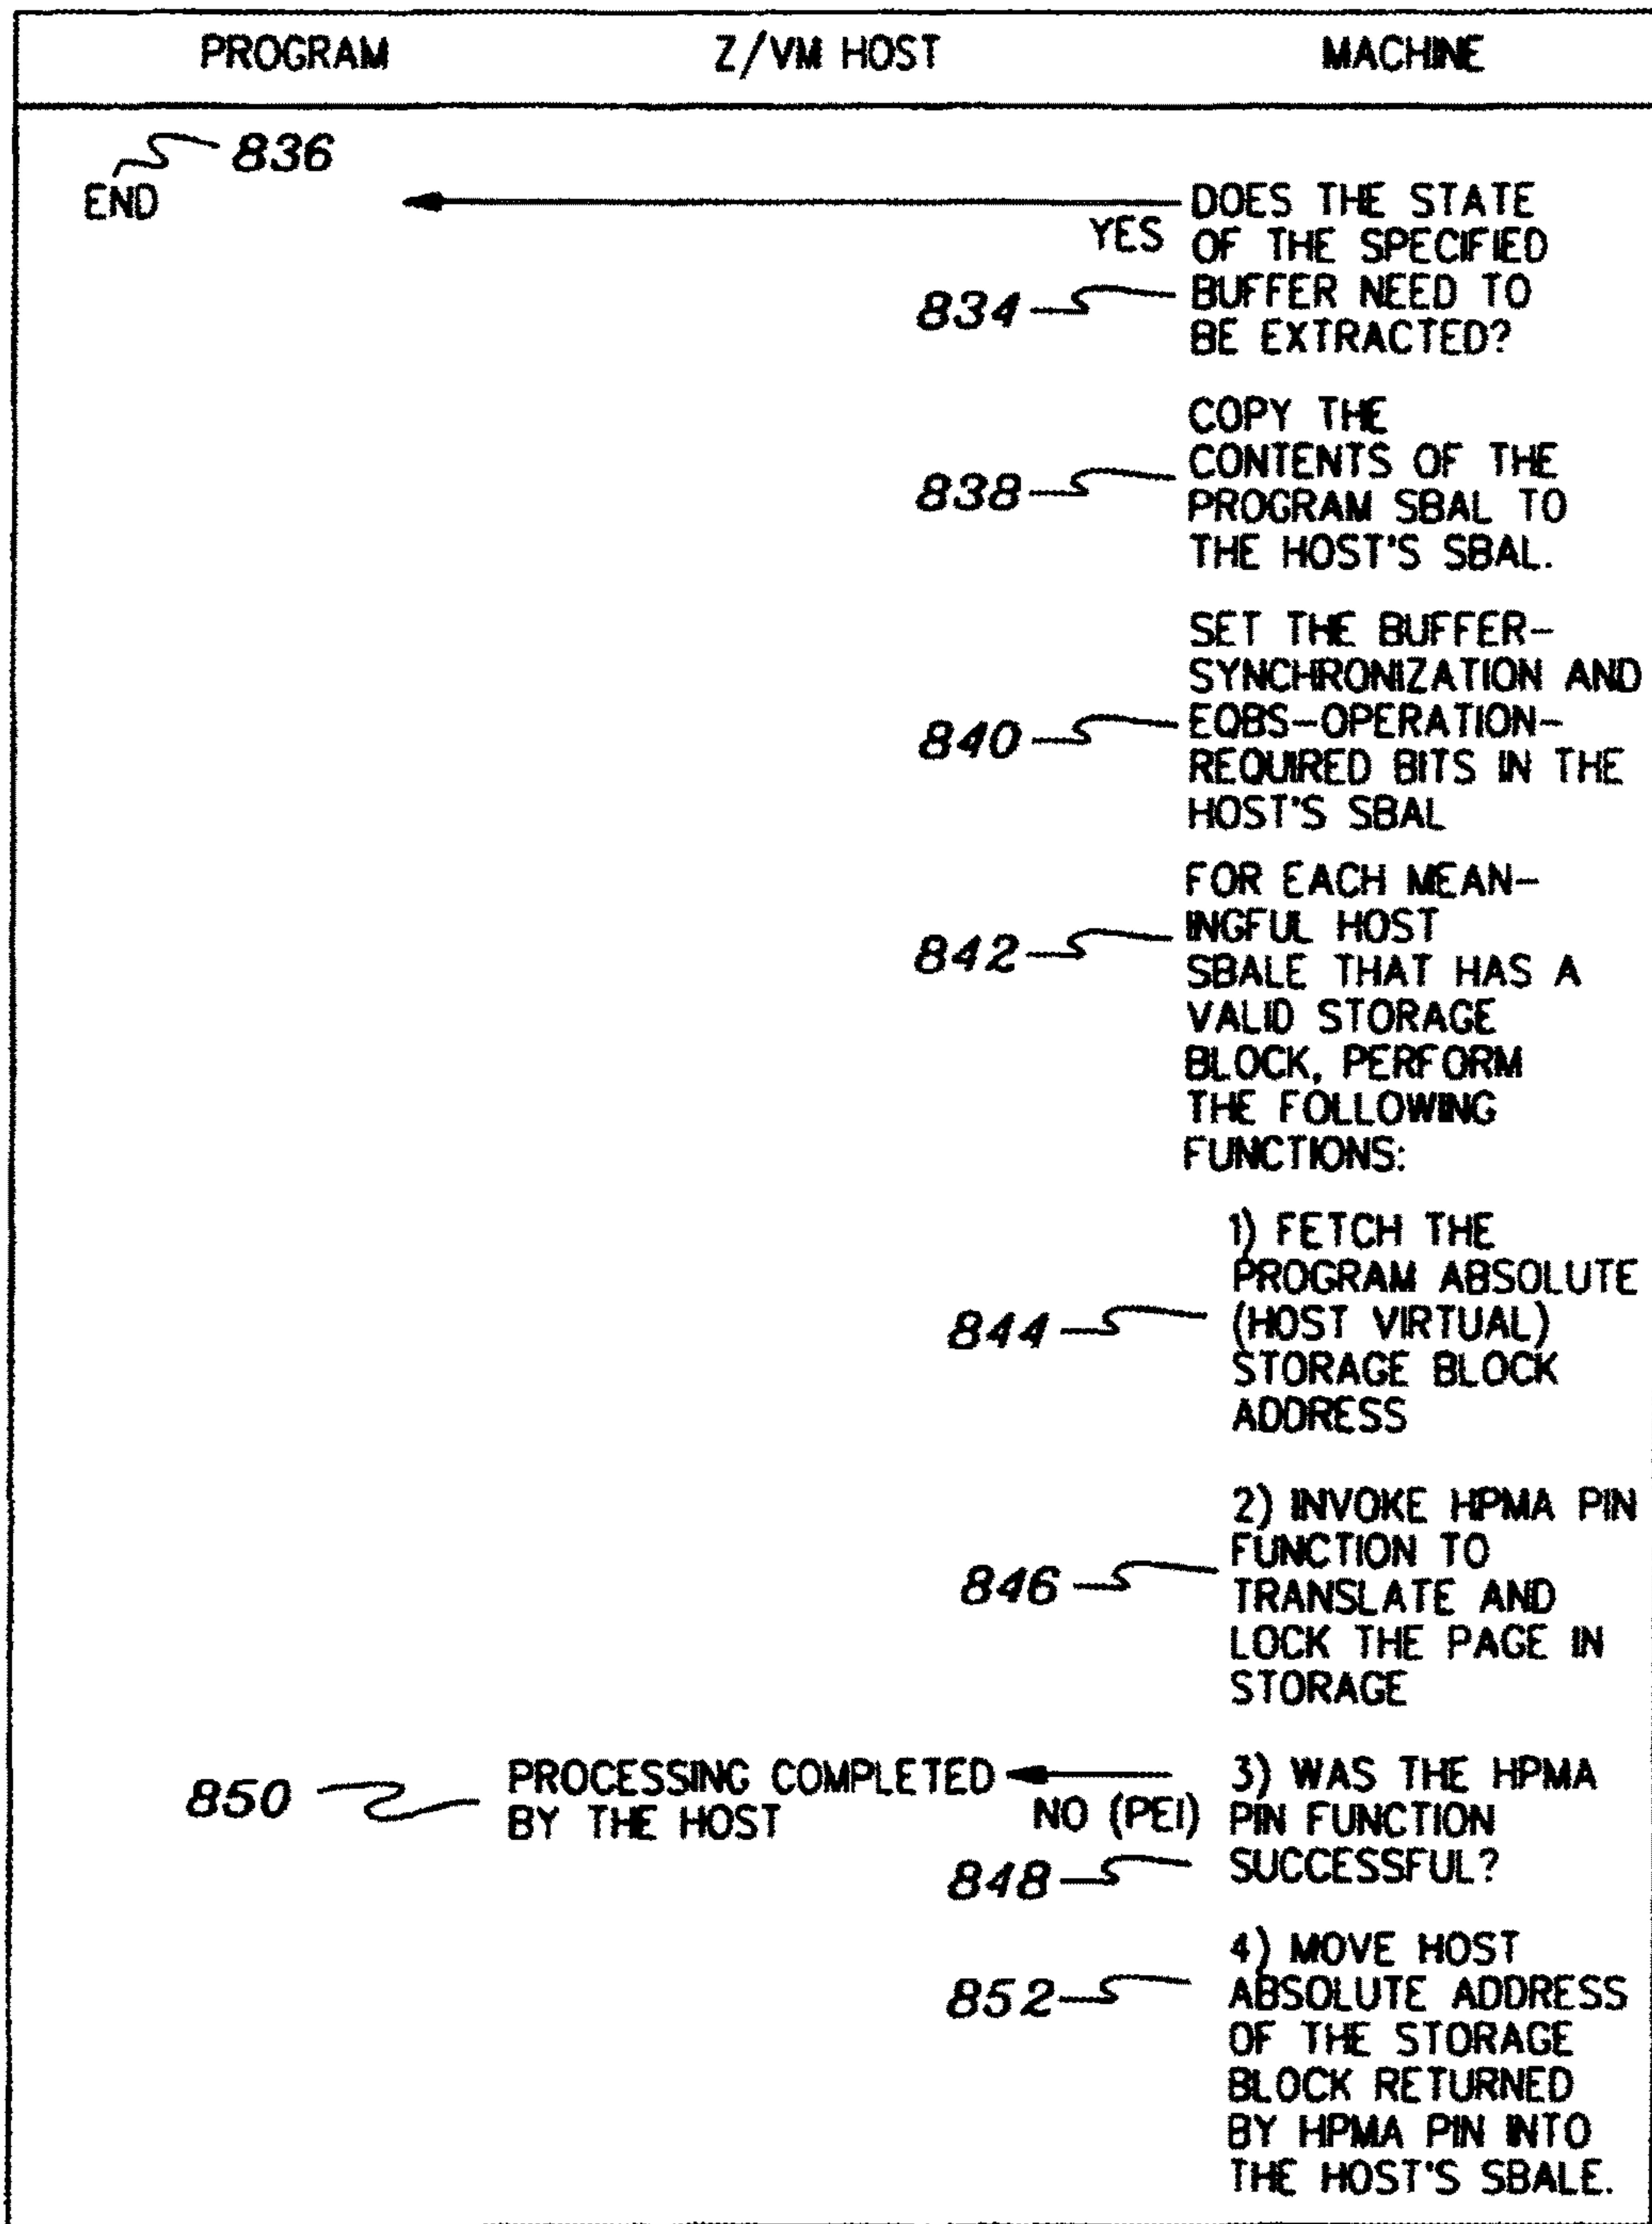 PROGRAM Z/VM HOST MACHINE
836
END
DOES THE STATE
YES OF THE SPECIFIED
834 BUFFER NEED TO
BE EXTRACTED?
COPY THE
838 CONTENTS OF THE
PROGRAM SBAL TO
THE HOST'S SBAL.
SET THE BUFFER-
SYNCHRONIZATION AND
840 EQBS-OPERATION-
REQUIRED BITS IN THE
HOST'S SBAL
FOR EACH MEAN-
842 INGFUL HOST
SBALE THAT HAS A
VALID STORAGE
BLOCK, PERFORM
THE FOLLOWING
FUNCTIONS:
1) FETCH THE
PROGRAM ABSOLUTE
844 (HOST VIRTUAL)
STORAGE BLOCK
ADDRESS
2) INVOKE HPMA PIN
FUNCTION TO
846 TRANSLATE AND
LOCK THE PAGE IN
STORAGE
850 PROCESSING COMPLETED
BY THE HOST
NO (PEI)
3) WAS THE HPMA
PIN FUNCTION
848 SUCCESSFUL?
4) MOVE HOST
852 ABSOLUTE ADDRESS
OF THE STORAGE
BLOCK RETURNED
BY HPMA PIN INTO
THE HOST'S SBALE.